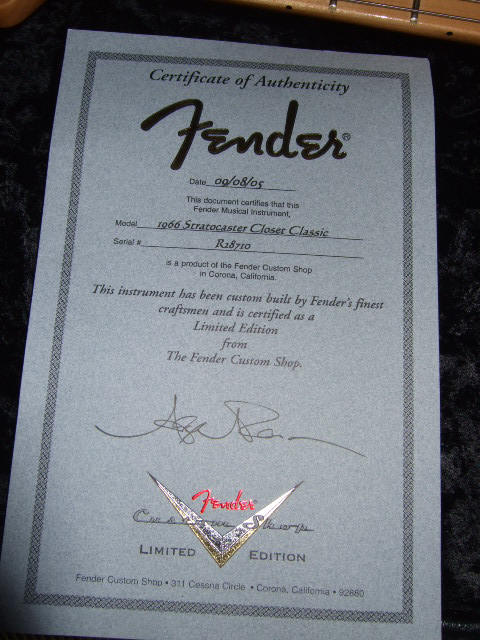 Certificate of Authenticity
Fender®
Date 09/08/05
This document certifies that this
Fender Musical Instrument,
Model 1966 Stratocaster Closet Classic
Serial # R28710
is a product of the Fender Custom Shop
in Corona, California.
This instrument has been custom built by Fender's finest
craftsmen and is certified as a
Limited Edition
from
The Fender Custom Shop.
Fender
Custom Shop
LIMITED EDITION
Fender Custom Shop • 311 Cessna Circle • Corona, California • 92880